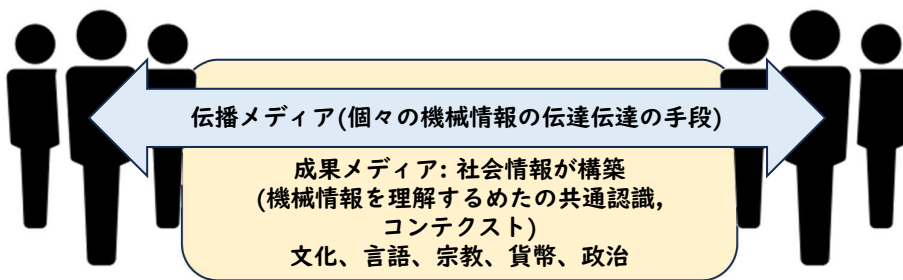 伝播メディア(個々の機械情報の伝達伝達の手段)
成果メディア: 社会情報が構築
(機械情報を理解するめたの共通認識,
コンテクスト)
文化、言語、宗教、貨幣、政治